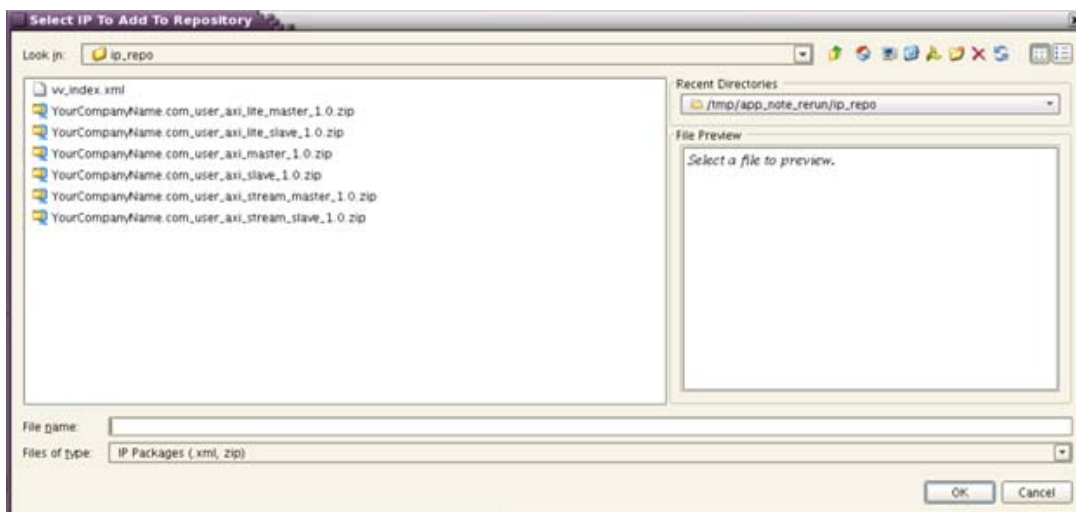 Select IP To Add To Repository
Look in: ip_repo
vv_index.xml
YourCompanyName.com_user_axi_lite_master_1.0.zip
YourCompanyName.com_user_axi_lite_slave_1.0.zip
YourCompanyName.com_user_axi_master_1.0.zip
YourCompanyName.com_user_axi_slave_1.0.zip
YourCompanyName.com_user_axi_stream_master_1.0.zip
YourCompanyName.com_user_axi_stream_slave_1.0.zip
Recent Directories
/tmp/app_note_rerun/ip_repo
File Preview
Select a file to preview.
File name:
Files of type: IP Packages (.xml, zip)
OK Cancel